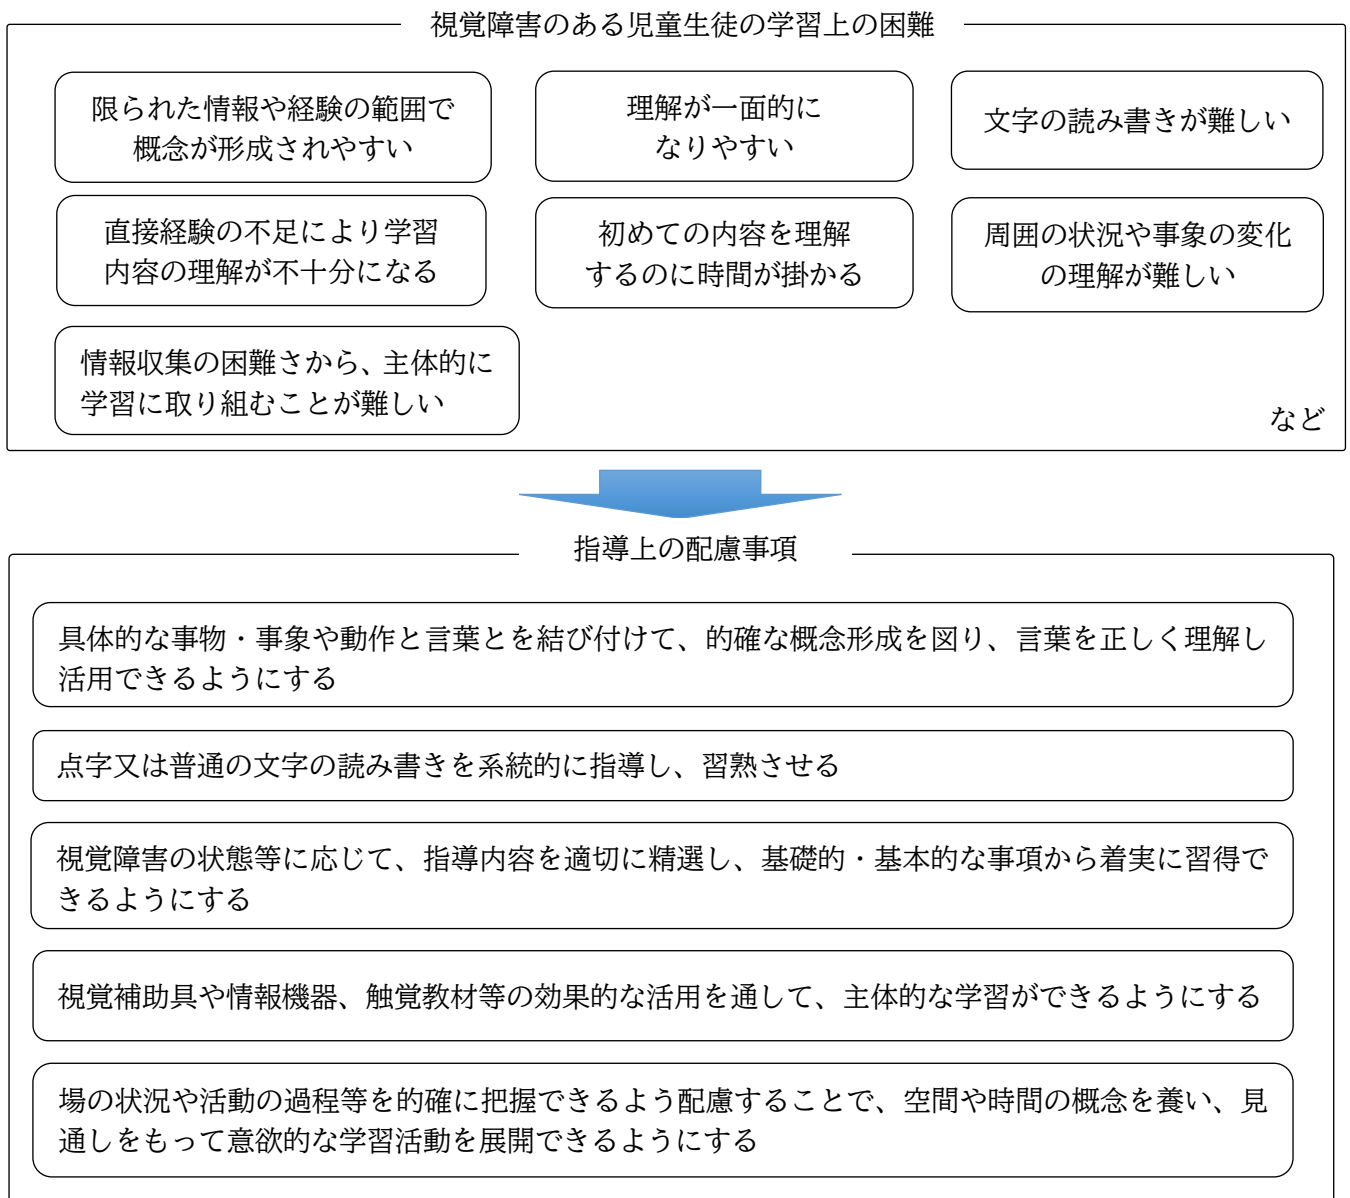 視覚障害のある児童生徒の学習上の困難
限られた情報や経験の範囲で
概念が形成されやすい
理解が一面的に
なりやすい
文字の読み書きが難しい
直接経験の不足により学習
内容の理解が不十分になる
初めての内容を理解
するのに時間が掛かる
周囲の状況や事象の変化
の理解が難しい
情報収集の困難さから、主体的に
学習に取り組むことが難しい
など
指導上の配慮事項
具体的な事物・事象や動作と言葉とを結び付けて、的確な概念形成を図り、言葉を正しく理解し
活用できるようにする
点字又は普通の文字の読み書きを系統的に指導し、習熟させる
視覚障害の状態等に応じて、指導内容を適切に精選し、基礎的・基本的な事項から着実に習得で
きるようにする
視覚補助具や情報機器、触覚教材等の効果的な活用を通して、主体的な学習ができるようにする
場の状況や活動の過程等を的確に把握できるよう配慮することで、空間や時間の概念を養い、見
通しをもって意欲的な学習活動を展開できるようにする